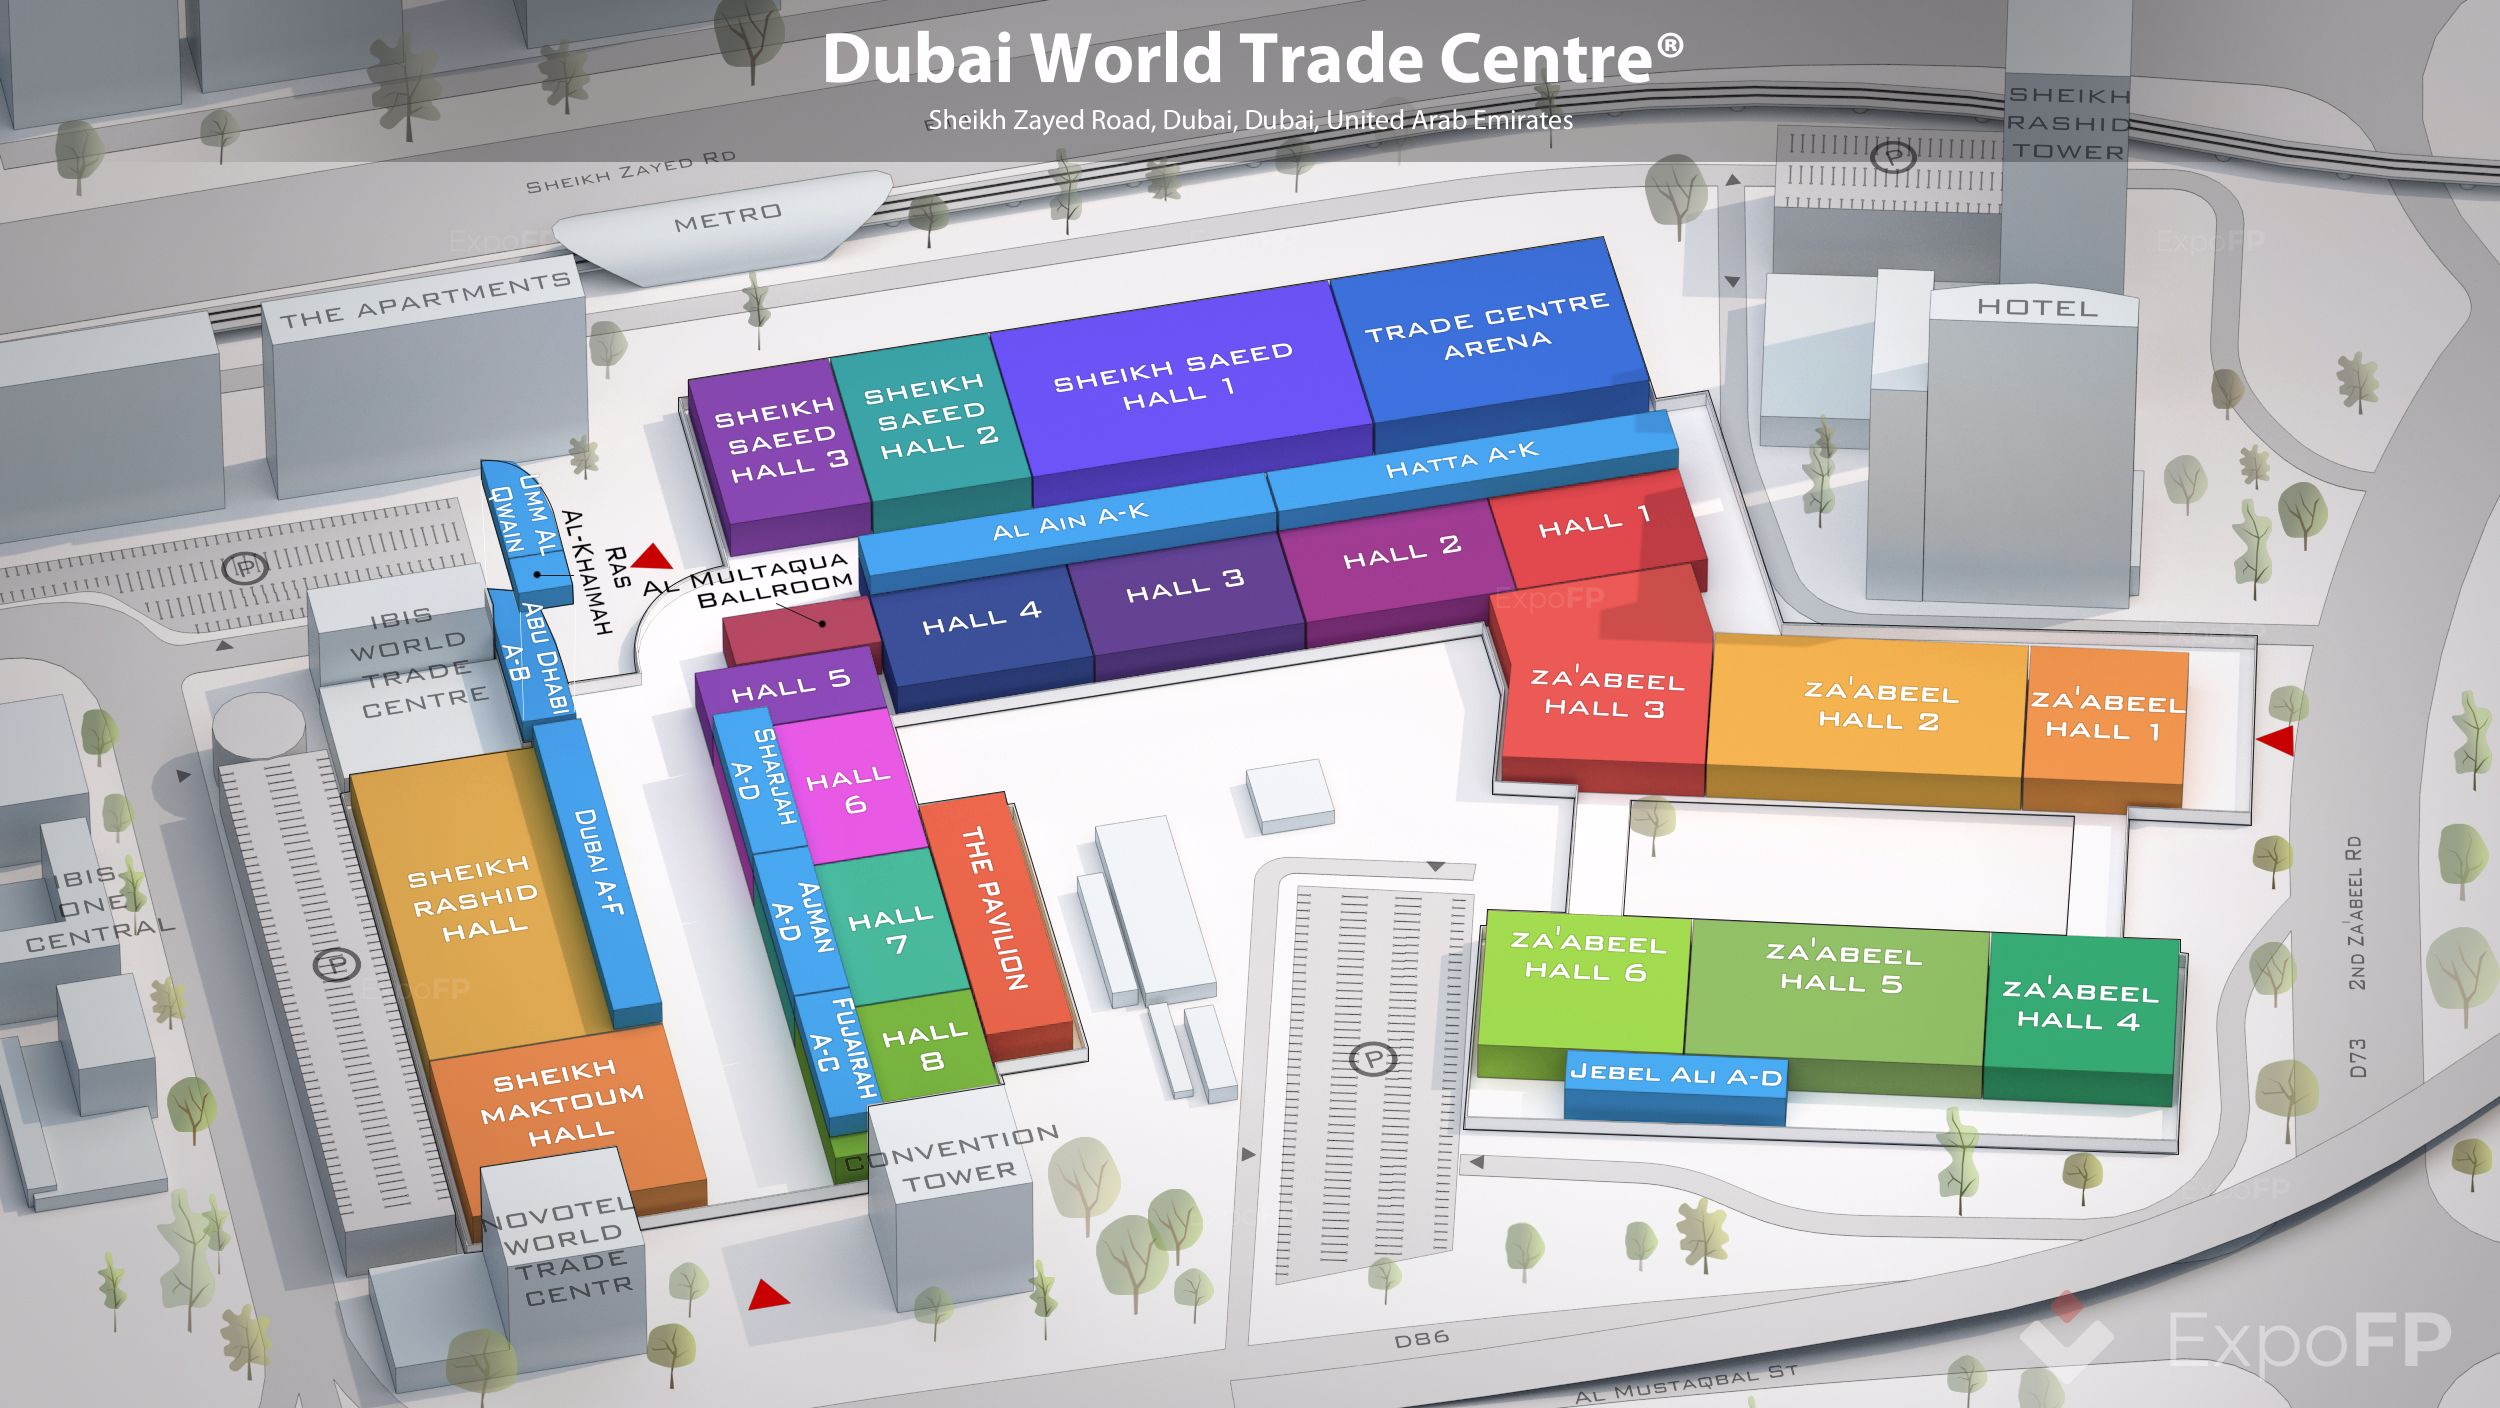 Dubai World Trade Centre®
Sheikh Zayed Road, Dubai, Dubai, United Arab Emirates
SHEIKH
RASHID
TOWER
P
SHEIKH ZAYED RD
METRO
ExpoFP
ExpoFP
THE APARTMENTS
HOTEL
TRADE CENTRE
ARENA
SHEIKH SAEED
HALL 1
SHEIKH
SAEED
HALL 2
SHEIKH
SAEED
HALL 3
HATTA A-K
AL AIN A-K
UMM AL
QWAIN
RAS
AL-KHAIMAH
P
AL MULTAQUA
BALLROOM
HALL 1
HALL 2
HALL 3
HALL 4
ExpoFP
IBIS
WORLD
TRADE
CENTRE
ABU DHABI
A-B
HALL 5
ZA'ABEEL
HALL 3
ZA'ABEEL
HALL 2
ZA'ABEEL
HALL 1
SHARJAH
A-D
HALL
6
DUBAI A-F
SHEIKH
RASHID
HALL
AJMAN
A-D
HALL
7
THE PAVILION
IBIS
ONE
CENTRAL
P
ExpoFP
ZA'ABEEL
HALL 6
ZA'ABEEL
HALL 5
ZA'ABEEL
HALL 4
2ND ZA'ABEEL RD
D73
FUJAIRAH
A-C
HALL
8
P
JEBEL ALI A-D
SHEIKH
MAKTOUM
HALL
CONVENTION
TOWER
ExpoFP
NOVOTEL
WORLD
TRADE
CENTR
D86
AL MUSTAQBAL ST
ExpoFP